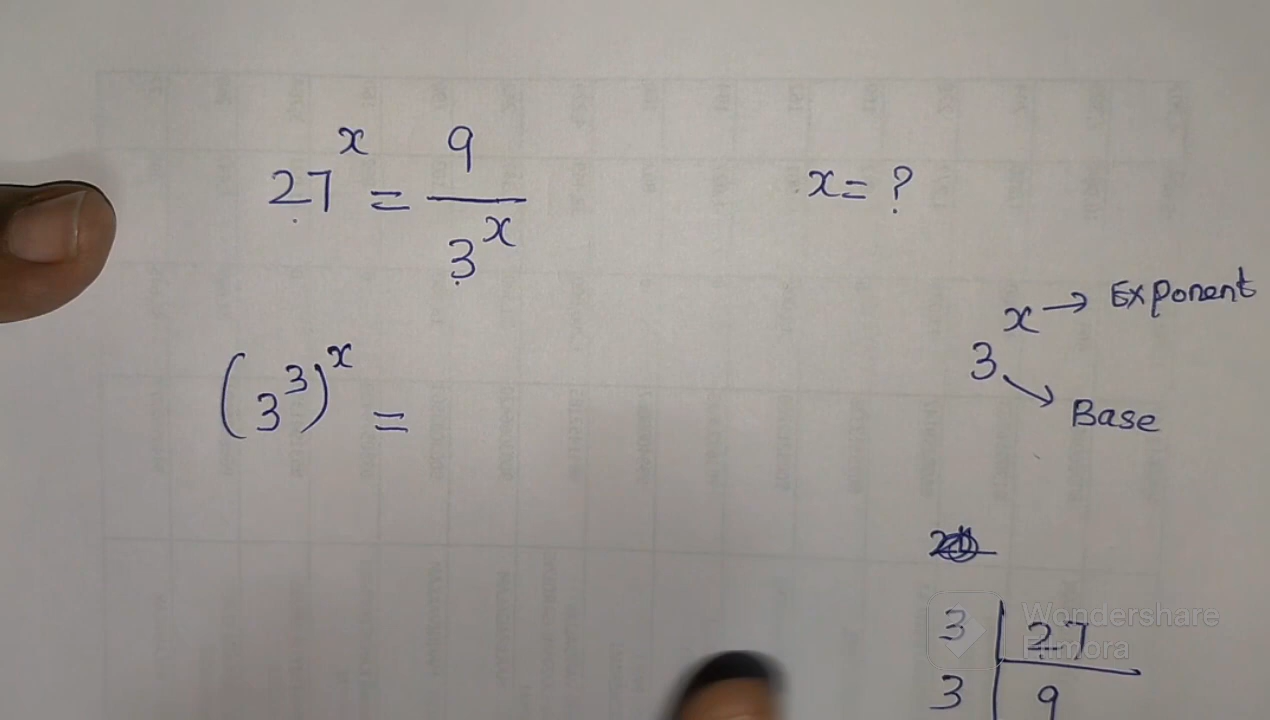 27^x = 9/3^x
x = ?
x → Exponent
3 → Base
(3^3)^x =
3 | 27
3 | 9
Wondershare
Filmora